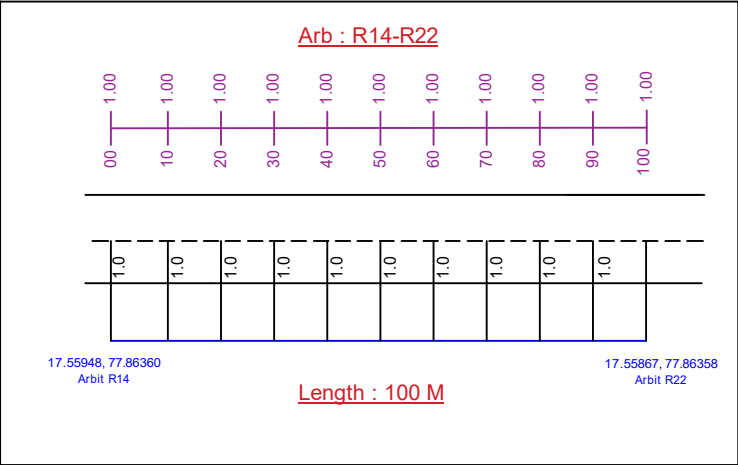 Arb : R14-R22
1.00 1.00 1.00 1.00 1.00 1.00 1.00 1.00 1.00 1.00 1.00
00 10 20 30 40 50 60 70 80 90 100
1.0 1.0 1.0 1.0 1.0 1.0 1.0 1.0 1.0 1.0
17.55948, 77.86360
Arbit R14
17.55867, 77.86358
Arbit R22
Length : 100 M